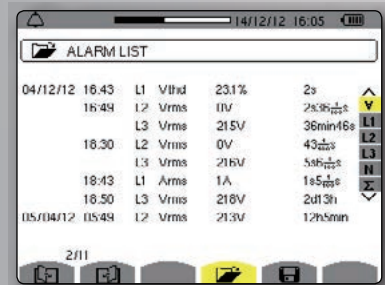 14/12/12 16:05
ALARM LIST
04/12/12 16:43 L1 Vthd 23.1% 2s
16:49 L2 Vrms 0V
L3 Vrms 215V 36min46s
18:30 L2 Vrms 0V
L3 Vrms 216V
18:43 L1 Arms 1A
18:50 L3 Vrms 218V 2d13h
05/04/12 05:49 L2 Vrms 213V 12h5min
V
L1
L2
L3
N
Σ
2/11